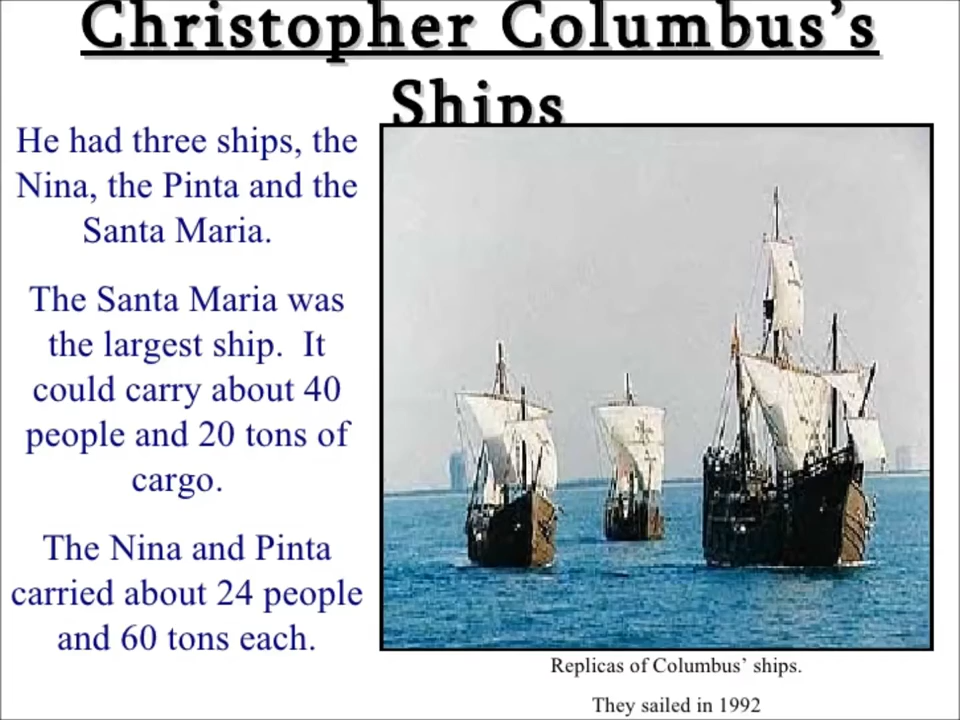 Christopher Columbus’s
Ships
He had three ships, the
Nina, the Pinta and the
Santa Maria.
The Santa Maria was
the largest ship.  It
could carry about 40
people and 20 tons of
cargo.
The Nina and Pinta
carried about 24 people
and 60 tons each.
Replicas of Columbus’ ships.
They sailed in 1992